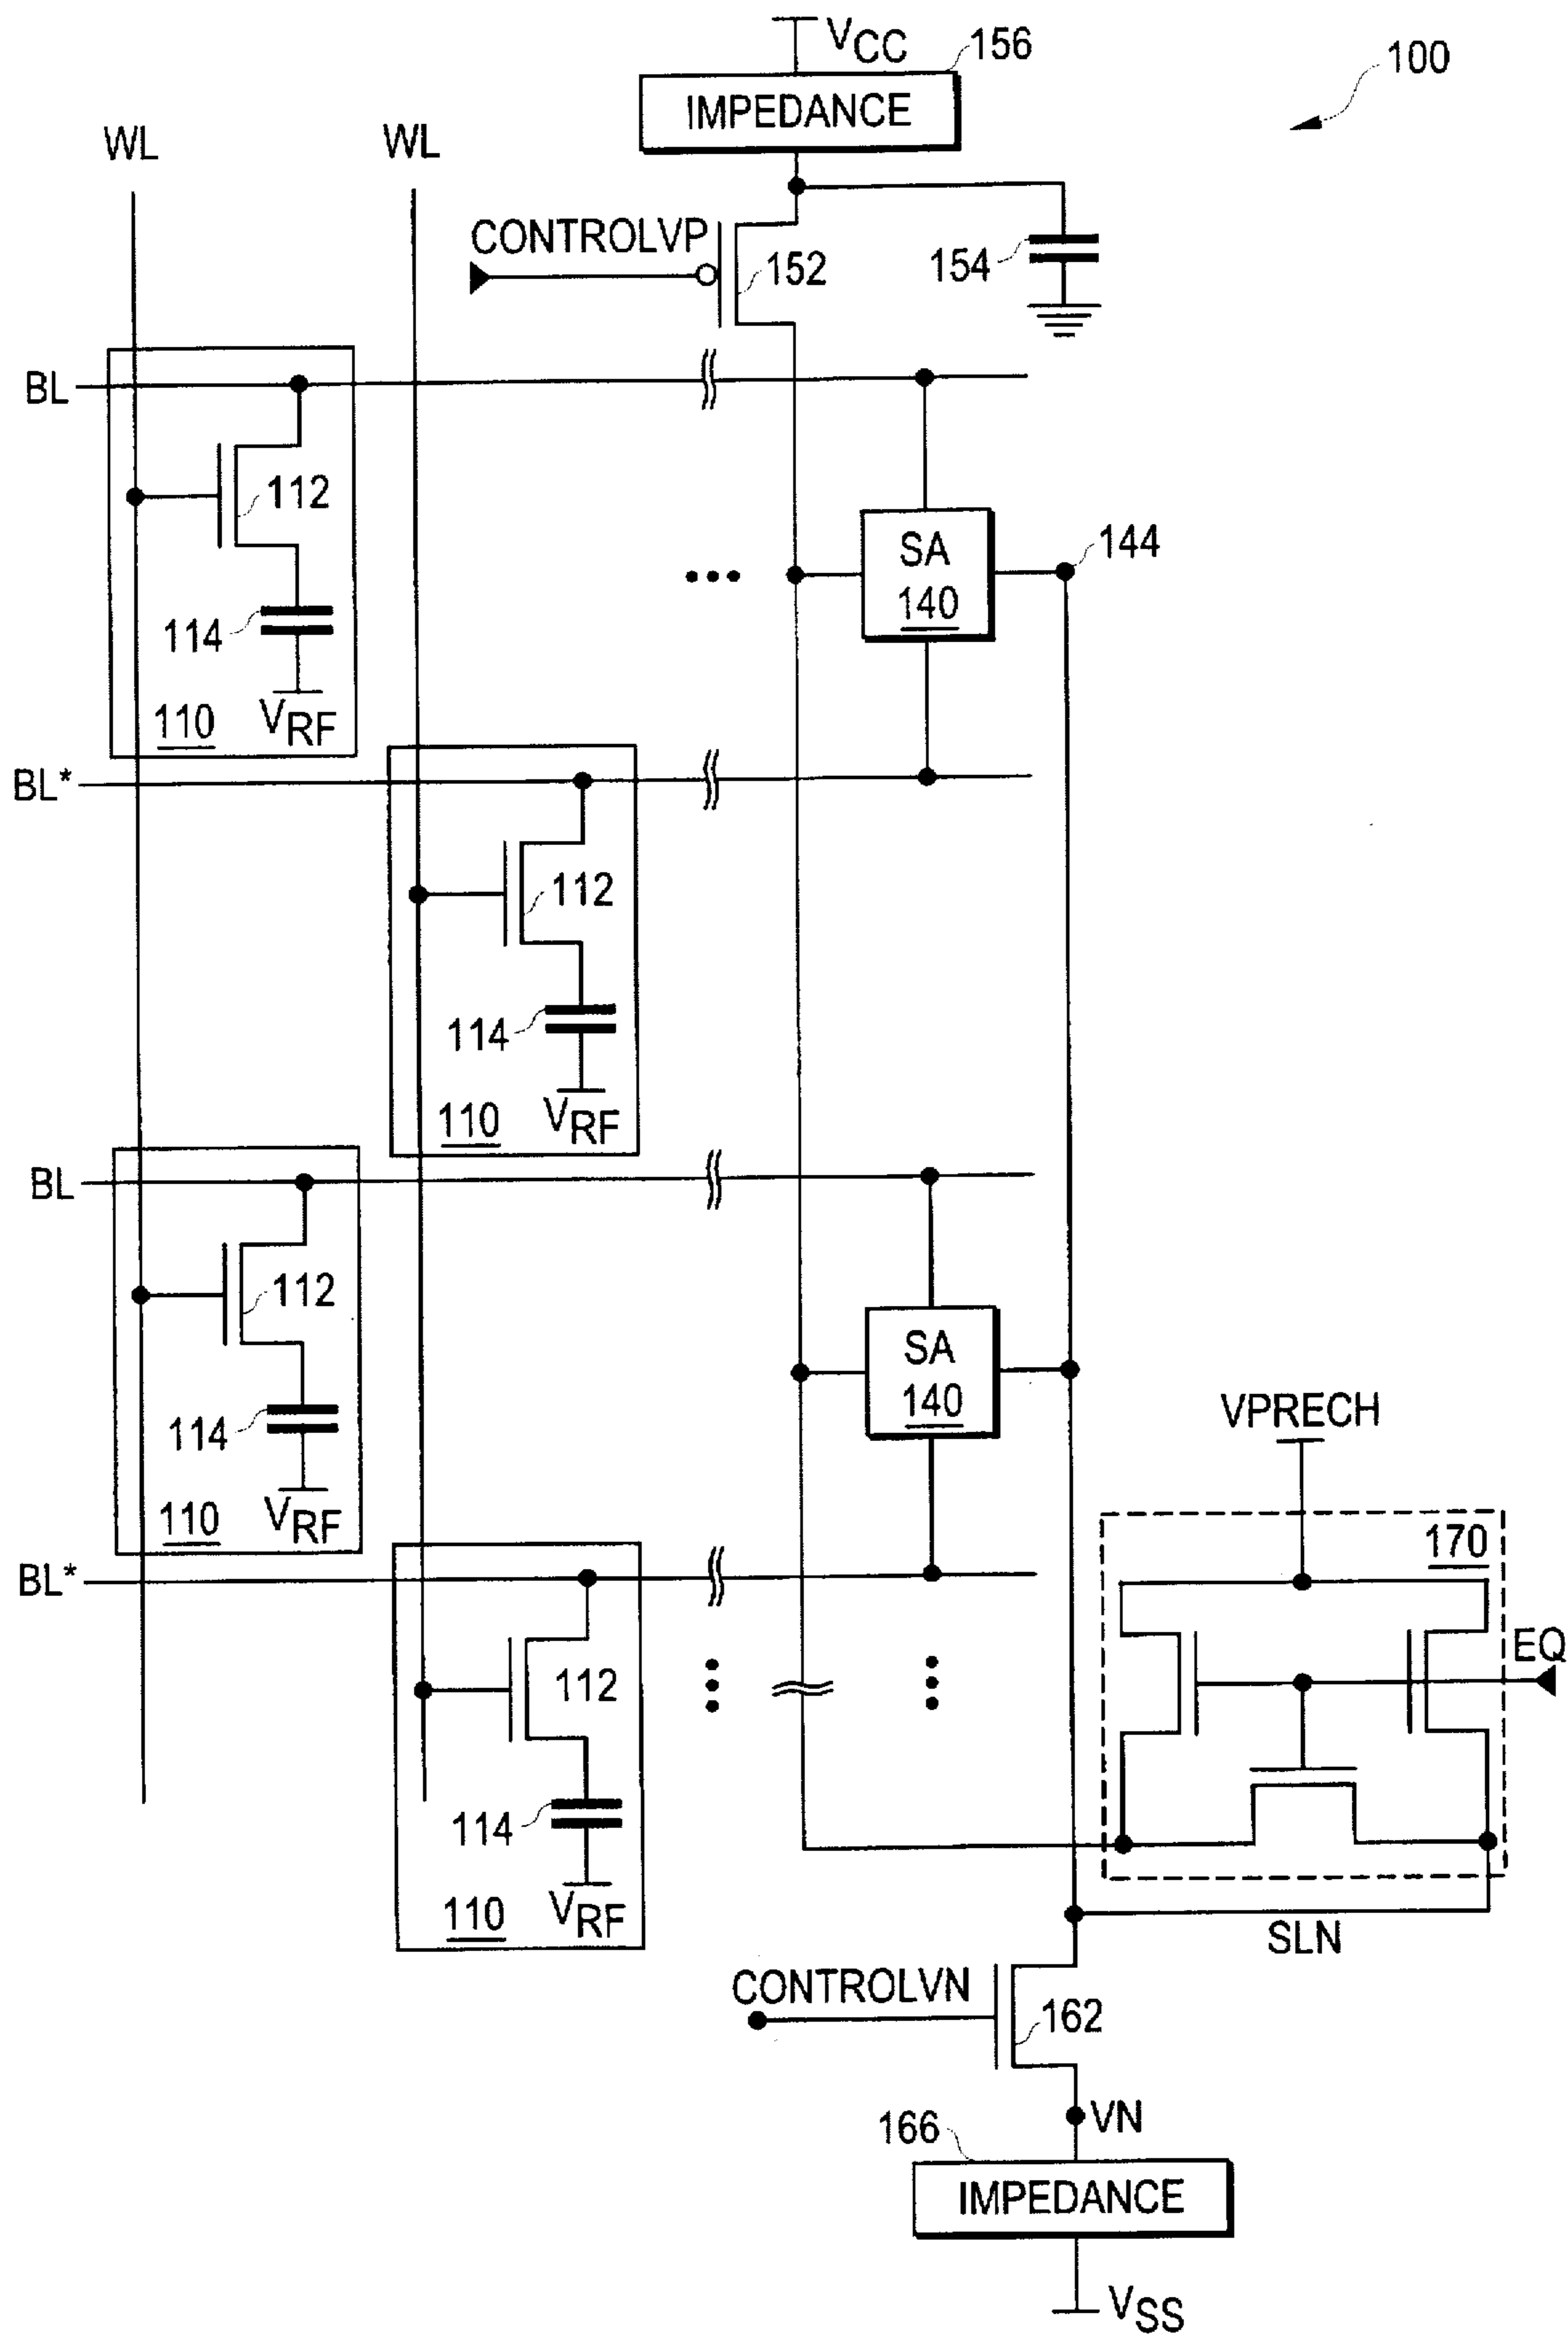 VCC
156
100
IMPEDANCE
WL
WL
CONTROLVP
152
154
BL
112
SA
140
144
114
VRF
110
BL*
112
114
VRF
110
BL
112
SA
140
114
VRF
110
VPRECH
170
BL*
EQ
112
114
VRF
110
SLN
CONTROLVN
162
VN
166
IMPEDANCE
VSS